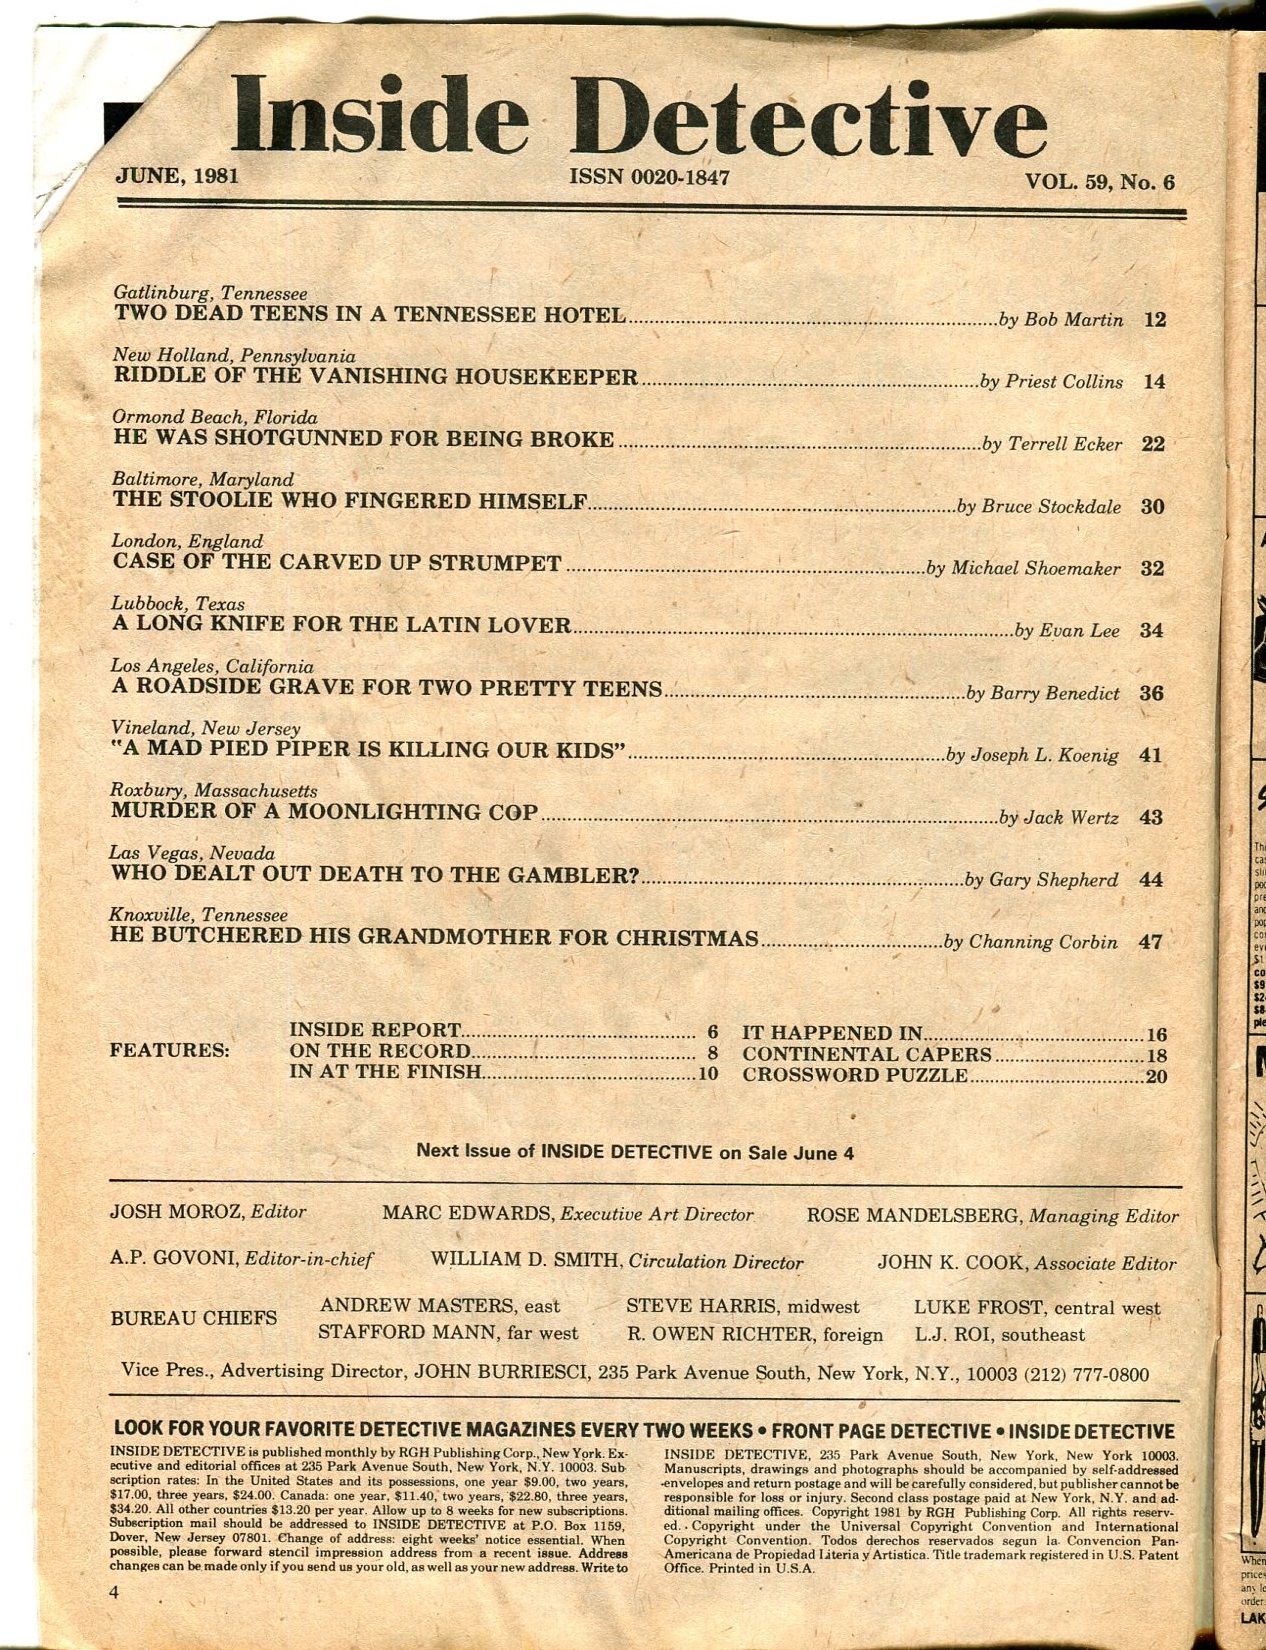 Inside Detective
JUNE, 1981 ISSN 0020-1847 VOL. 59, No. 6
Gatlinburg, Tennessee
TWO DEAD TEENS IN A TENNESSEE HOTEL by Bob Martin 12
New Holland, Pennsylvania
RIDDLE OF THE VANISHING HOUSEKEEPER by Priest Collins 14
Ormond Beach, Florida
HE WAS SHOTGUNNED FOR BEING BROKE by Terrell Ecker 22
Baltimore, Maryland
THE STOOLIE WHO FINGERED HIMSELF by Bruce Stockdale 30
London, England
CASE OF THE CARVED UP STRUMPET by Michael Shoemaker 32
Lubbock, Texas
A LONG KNIFE FOR THE LATIN LOVER by Evan Lee 34
Los Angeles, California
A ROADSIDE GRAVE FOR TWO PRETTY TEENS by Barry Benedict 36
Vineland, New Jersey
"A MAD PIED PIPER IS KILLING OUR KIDS" by Joseph L. Koenig 41
Roxbury, Massachusetts
MURDER OF A MOONLIGHTING COP by Jack Wertz 43
Las Vegas, Nevada
WHO DEALT OUT DEATH TO THE GAMBLER? by Gary Shepherd 44
Knoxville, Tennessee
HE BUTCHERED HIS GRANDMOTHER FOR CHRISTMAS by Channing Corbin 47
FEATURES:
INSIDE REPORT 6
ON THE RECORD 8
IN AT THE FINISH 10
IT HAPPENED IN 16
CONTINENTAL CAPERS 18
CROSSWORD PUZZLE 20
Next Issue of INSIDE DETECTIVE on Sale June 4
JOSH MOROZ, Editor MARC EDWARDS, Executive Art Director ROSE MANDELSBERG, Managing Editor
A.P. GOVONI, Editor-in-chief WILLIAM D. SMITH, Circulation Director JOHN K. COOK, Associate Editor
BUREAU CHIEFS
ANDREW MASTERS, east STEVE HARRIS, midwest LUKE FROST, central west
STAFFORD MANN, far west R. OWEN RICHTER, foreign L.J. ROI, southeast
Vice Pres., Advertising Director, JOHN BURRIESCI, 235 Park Avenue South, New York, N.Y., 10003 (212) 777-0800
LOOK FOR YOUR FAVORITE DETECTIVE MAGAZINES EVERY TWO WEEKS • FRONT PAGE DETECTIVE • INSIDE DETECTIVE
INSIDE DETECTIVE is published monthly by RGH Publishing Corp., New York. Ex-
ecutive and editorial offices at 235 Park Avenue South, New York, N.Y. 10003. Sub-
scription rates: In the United States and its possessions, one year $9.00, two years,
$17.00, three years, $24.00. Canada: one year, $11.40, two years, $22.80, three years,
$34.20. All other countries $13.20 per year. Allow up to 8 weeks for new subscriptions.
Subscription mail should be addressed to INSIDE DETECTIVE at P.O. Box 1159,
Dover, New Jersey 07801. Change of address: eight weeks' notice essential. When
possible, please forward stencil impression address from a recent issue. Address
changes can be made only if you send us your old, as well as your new address. Write to
INSIDE DETECTIVE, 235 Park Avenue South, New York, New York 10003.
Manuscripts, drawings and photographs should be accompanied by self-addressed
envelopes and return postage and will be carefully considered, but publisher cannot be
responsible for loss or injury. Second class postage paid at New York, N.Y. and ad-
ditional mailing offices. Copyright 1981 by RGH Publishing Corp. All rights reserv-
ed. Copyright under the Universal Copyright Convention and International
Copyright Convention. Todos derechos reservados segun la Convencion Pan-
Americana de Propiedad Literia y Artistica. Title trademark registered in U.S. Patent
Office. Printed in U.S.A.
4